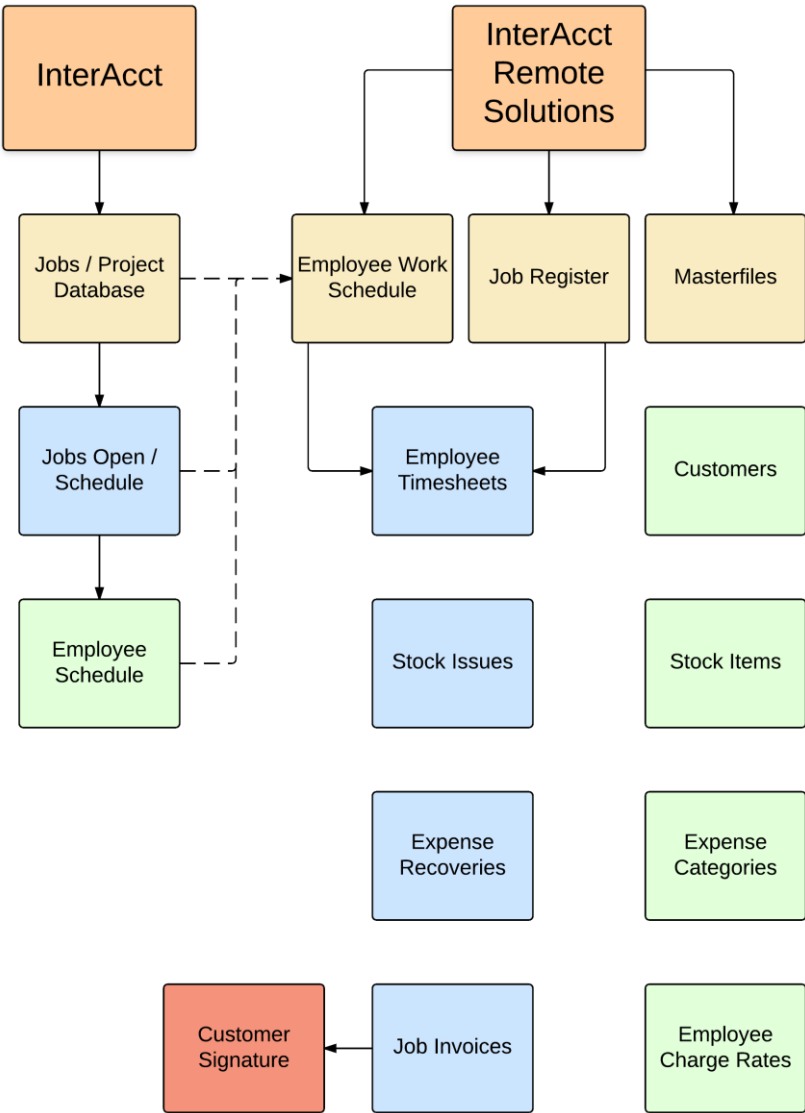 InterAcct
InterAcct
Remote
Solutions
Jobs / Project
Database
Employee Work
Schedule
Job Register
Masterfiles
Jobs Open /
Schedule
Employee
Timesheets
Customers
Employee
Schedule
Stock Issues
Stock Items
Expense
Recoveries
Expense
Categories
Customer
Signature
Job Invoices
Employee
Charge Rates